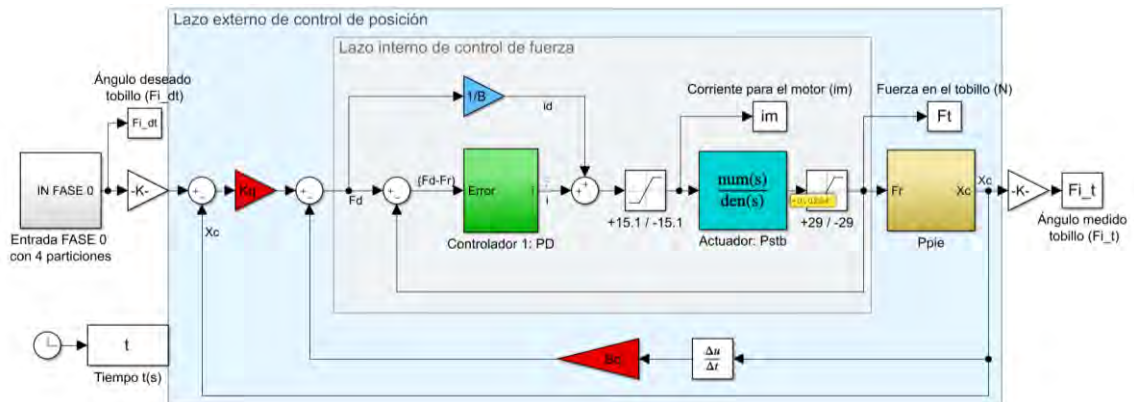 Lazo externo de control de posición
Lazo interno de control de fuerza
Ángulo deseado
tobillo (Fi_dt)
Fi_dt
IN FASE 0
Entrada FASE 0
con 4 particiones
-K-
Xc
Kq
Fd
1/B
id
(Fd-Fr)
Error
i
i
Controlador 1: PD
+15.1 / -15.1
Corriente para el motor (im)
im
num(s)
den(s)
Actuador: Pstb
+29 / -29
Fuerza en el tobillo (N)
Ft
Fr
Xc
Ppie
Xc
-K-
Fi_t
Ángulo medido
tobillo (Fi_t)
Δu
Δt
t
Tiempo t(s)